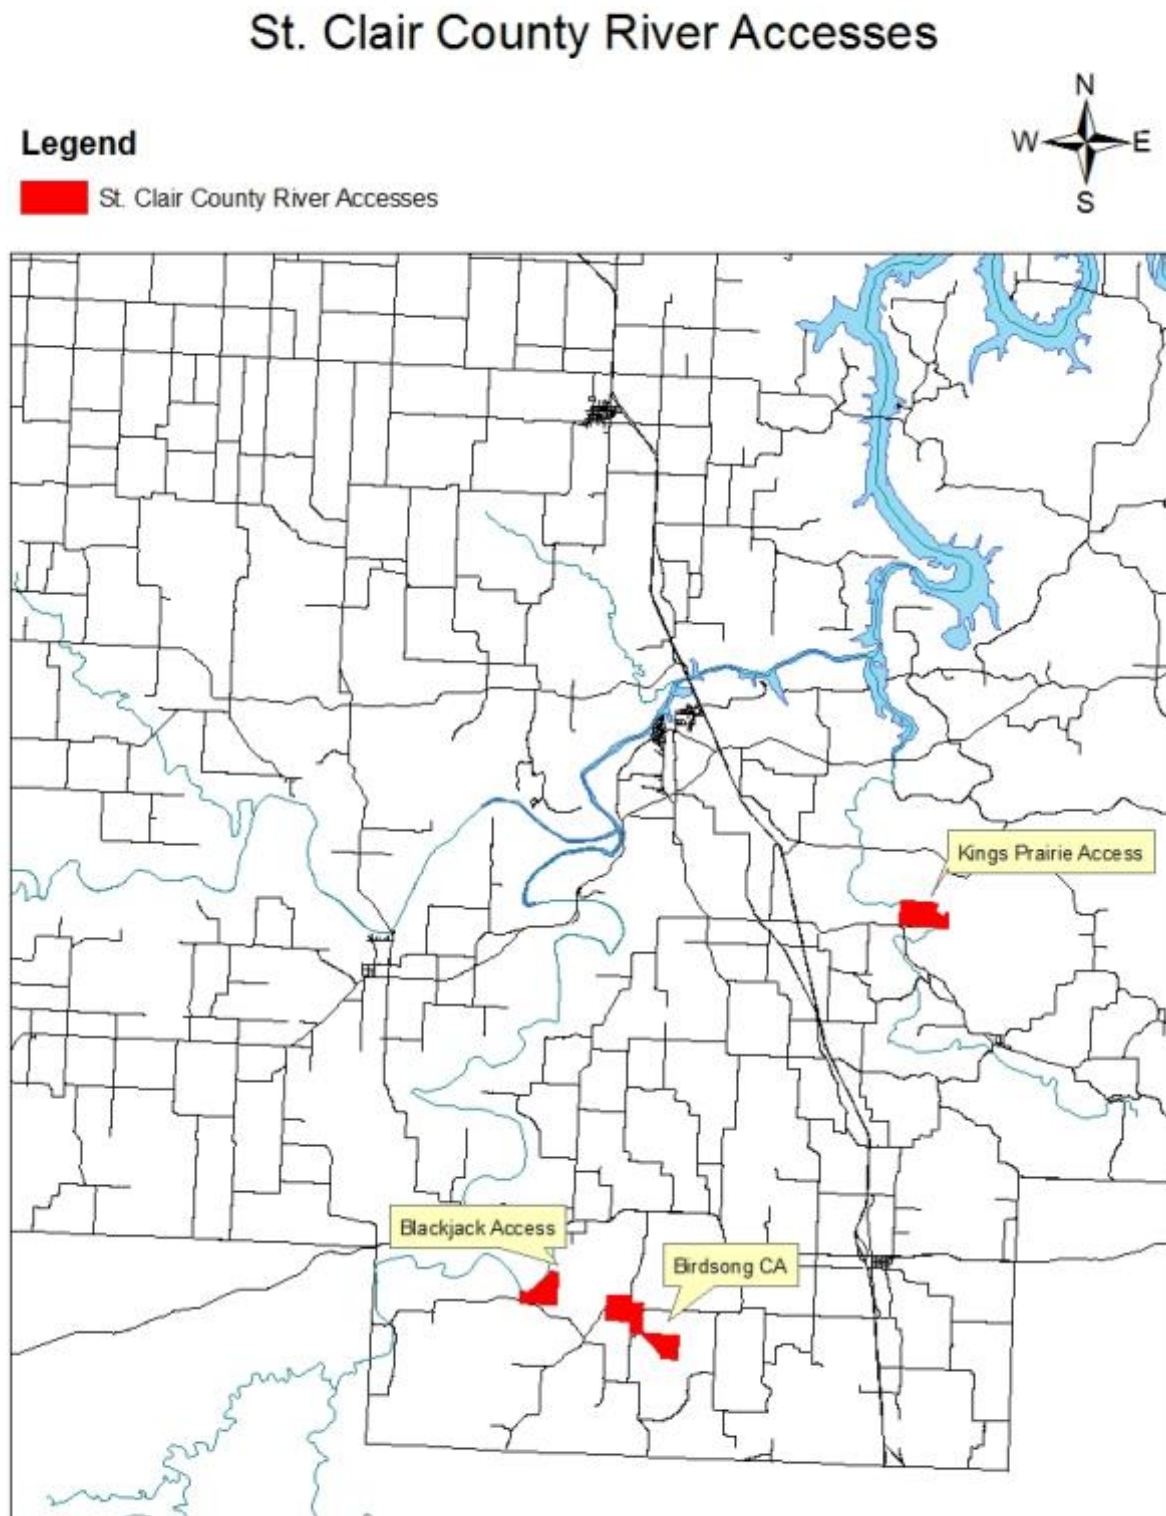 St. Clair County River Accesses
N
W E
S
Legend
St. Clair County River Accesses
Kings Prairie Access
Blackjack Access
Birdsong CA